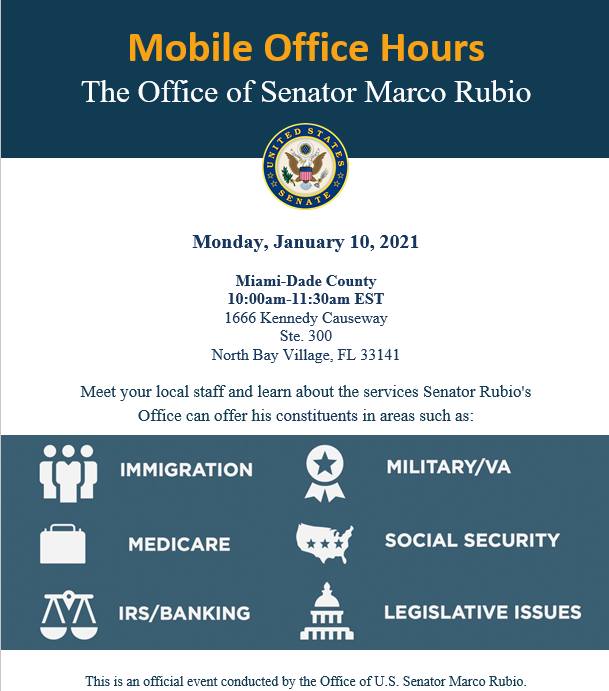 Mobile Office Hours
The Office of Senator Marco Rubio
UNITED STATES
SENATE
Monday, January 10, 2021
Miami-Dade County
10:00am-11:30am EST
1666 Kennedy Causeway
Ste. 300
North Bay Village, FL 33141
Meet your local staff and learn about the services Senator Rubio's
Office can offer his constituents in areas such as:
IMMIGRATION
MILITARY/VA
MEDICARE
SOCIAL SECURITY
IRS/BANKING
LEGISLATIVE ISSUES
This is an official event conducted by the Office of U.S. Senator Marco Rubio.